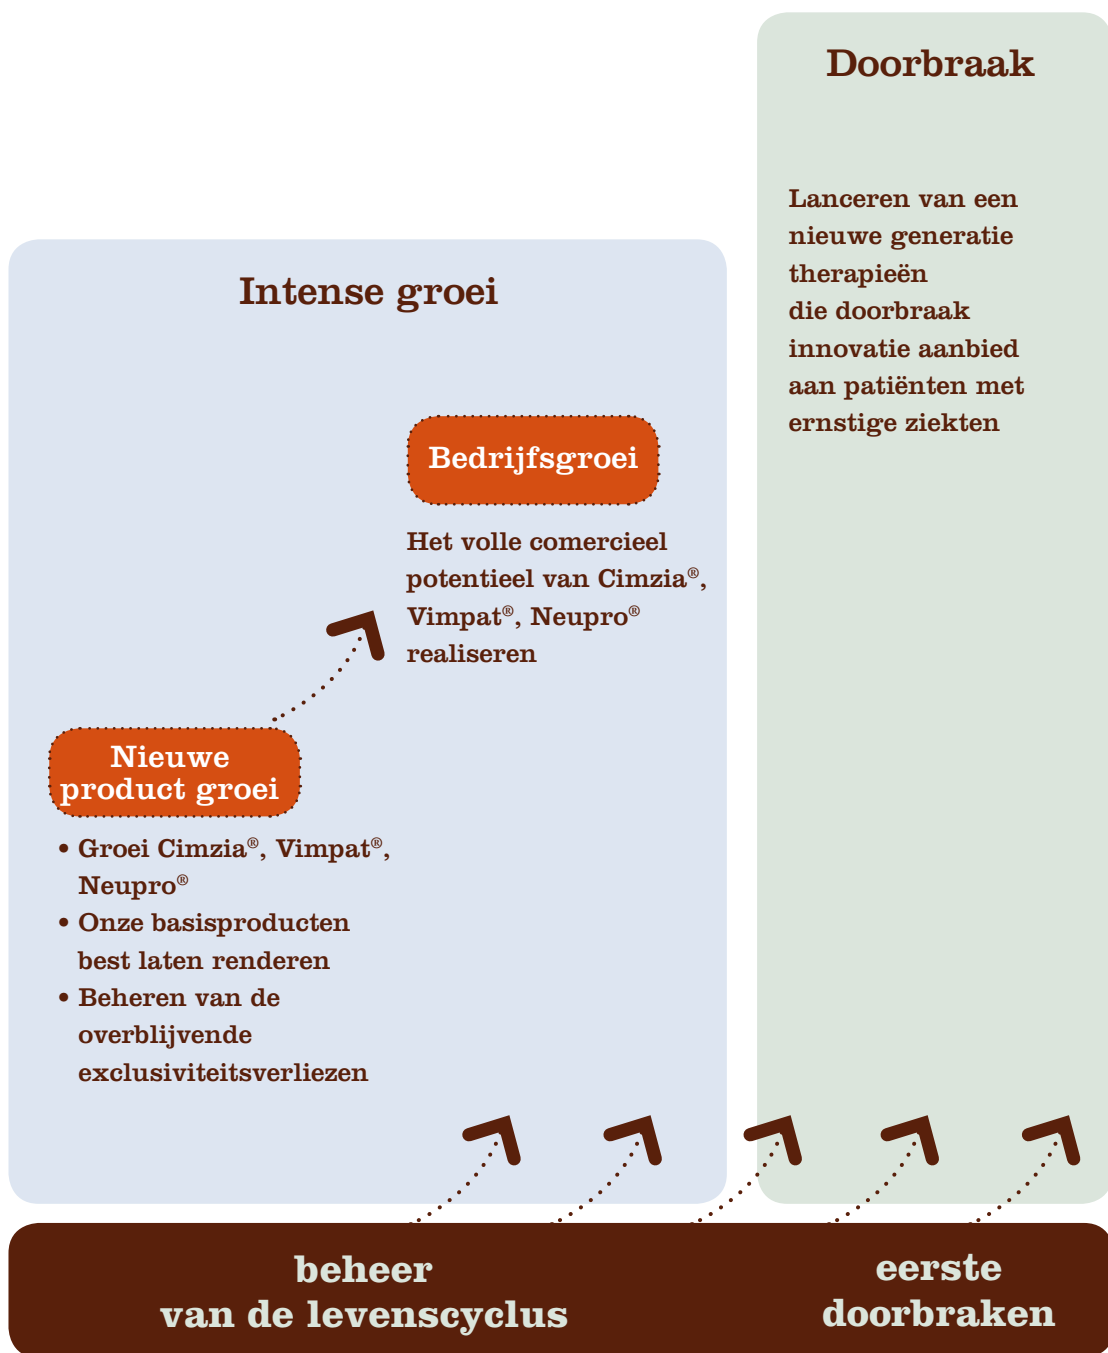 Doorbraak
Lanceren van een
nieuwe generatie
therapieën
die doorbraak
innovatie aanbied
aan patiënten met
ernstige ziekten
Intense groei
Bedrijfsgroei
Het volle comercieel
potentieel van Cimzia®,
Vimpat®, Neupro®
realiseren
Nieuwe
product groei
• Groei Cimzia®, Vimpat®,
Neupro®
• Onze basisproducten
best laten renderen
• Beheren van de
overblijvende
exclusiviteitsverliezen
beheer
van de levenscyclus
eerste
doorbraken